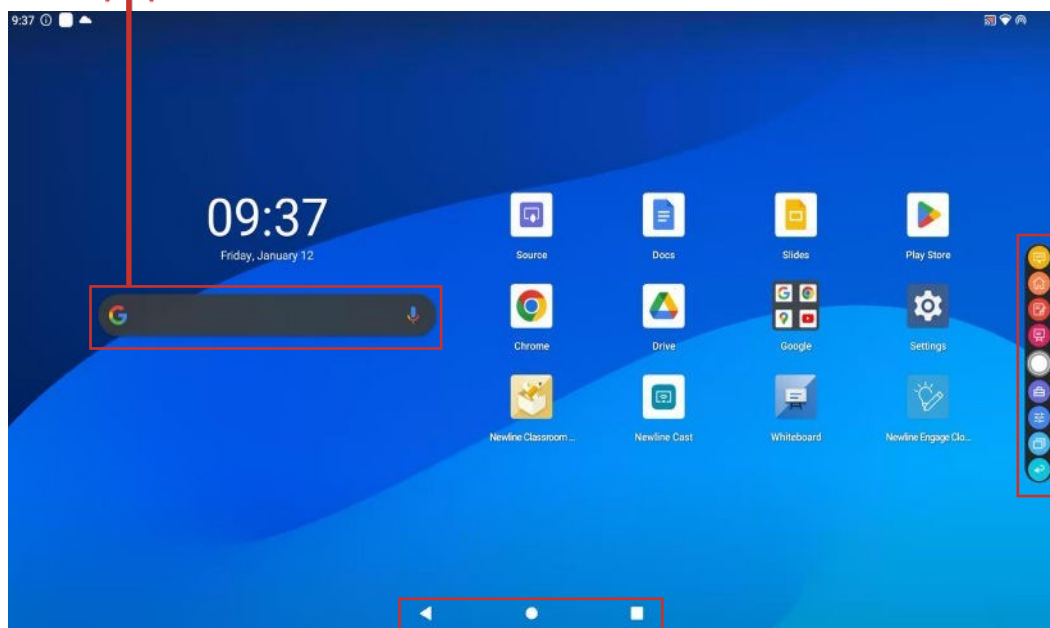 9:37
09:37
Friday, January 12
Source
Docs
Slides
Play Store
Chrome
Drive
Google
Settings
Newline Classroom ...
Newline Cast
Whiteboard
Newline Engage Clo...